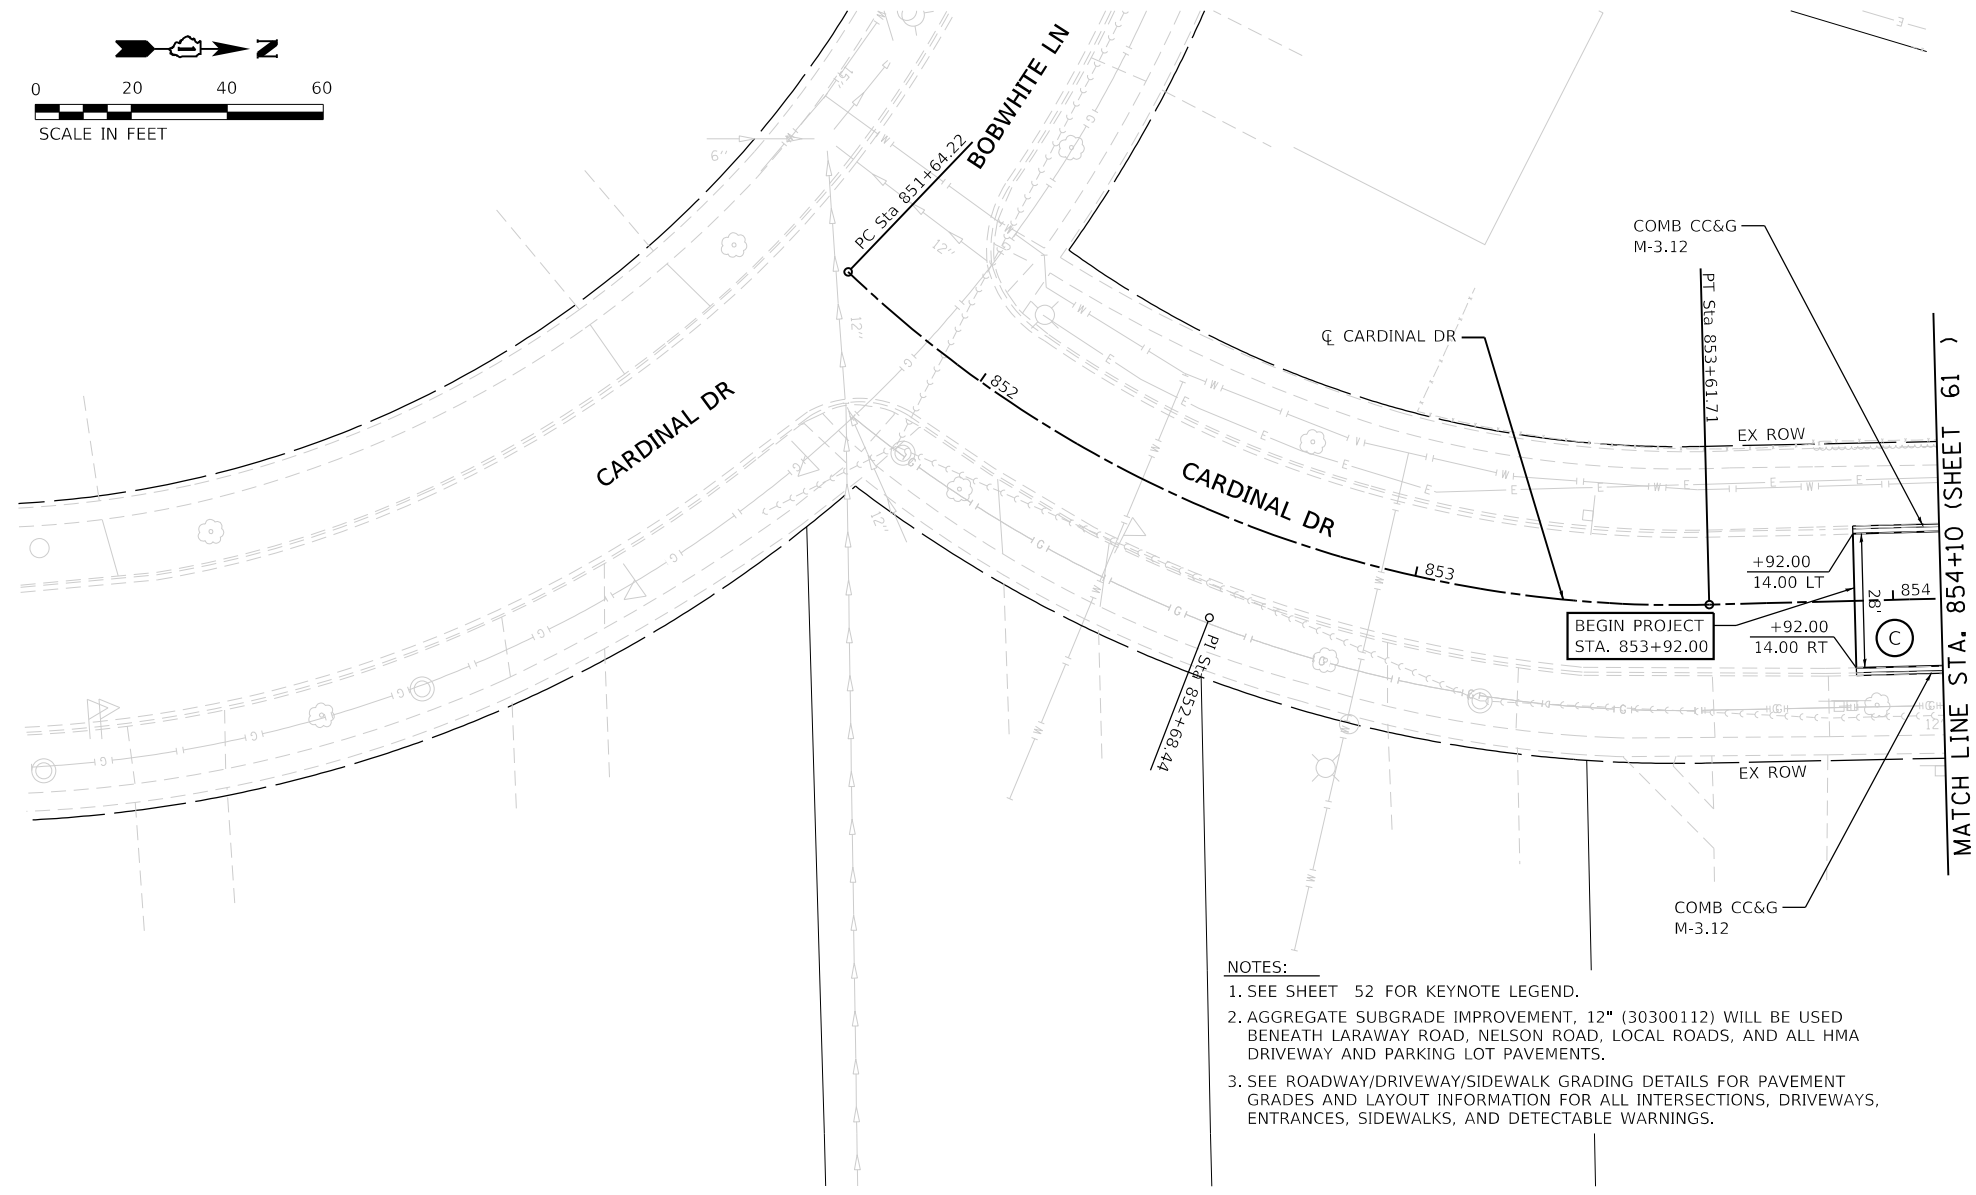 N
0 20 40 60
SCALE IN FEET
BOBWHITE LN
PC Sta 851+64.22
15"
6"
12"
12"
12"
COMB CC&G
M-3.12
PT Sta 853+61.71
℄ CARDINAL DR
852
CARDINAL DR
CARDINAL DR
853
EX ROW
+92.00
14.00 LT
28'
854
BEGIN PROJECT
STA. 853+92.00
+92.00
14.00 RT
C
PI Sta 852+68.44
EX ROW
12
MATCH LINE STA. 854+10 (SHEET 61 )
COMB CC&G
M-3.12
NOTES:
1. SEE SHEET 52 FOR KEYNOTE LEGEND.
2. AGGREGATE SUBGRADE IMPROVEMENT, 12" (30300112) WILL BE USED
BENEATH LARAWAY ROAD, NELSON ROAD, LOCAL ROADS, AND ALL HMA
DRIVEWAY AND PARKING LOT PAVEMENTS.
3. SEE ROADWAY/DRIVEWAY/SIDEWALK GRADING DETAILS FOR PAVEMENT
GRADES AND LAYOUT INFORMATION FOR ALL INTERSECTIONS, DRIVEWAYS,
ENTRANCES, SIDEWALKS, AND DETECTABLE WARNINGS.